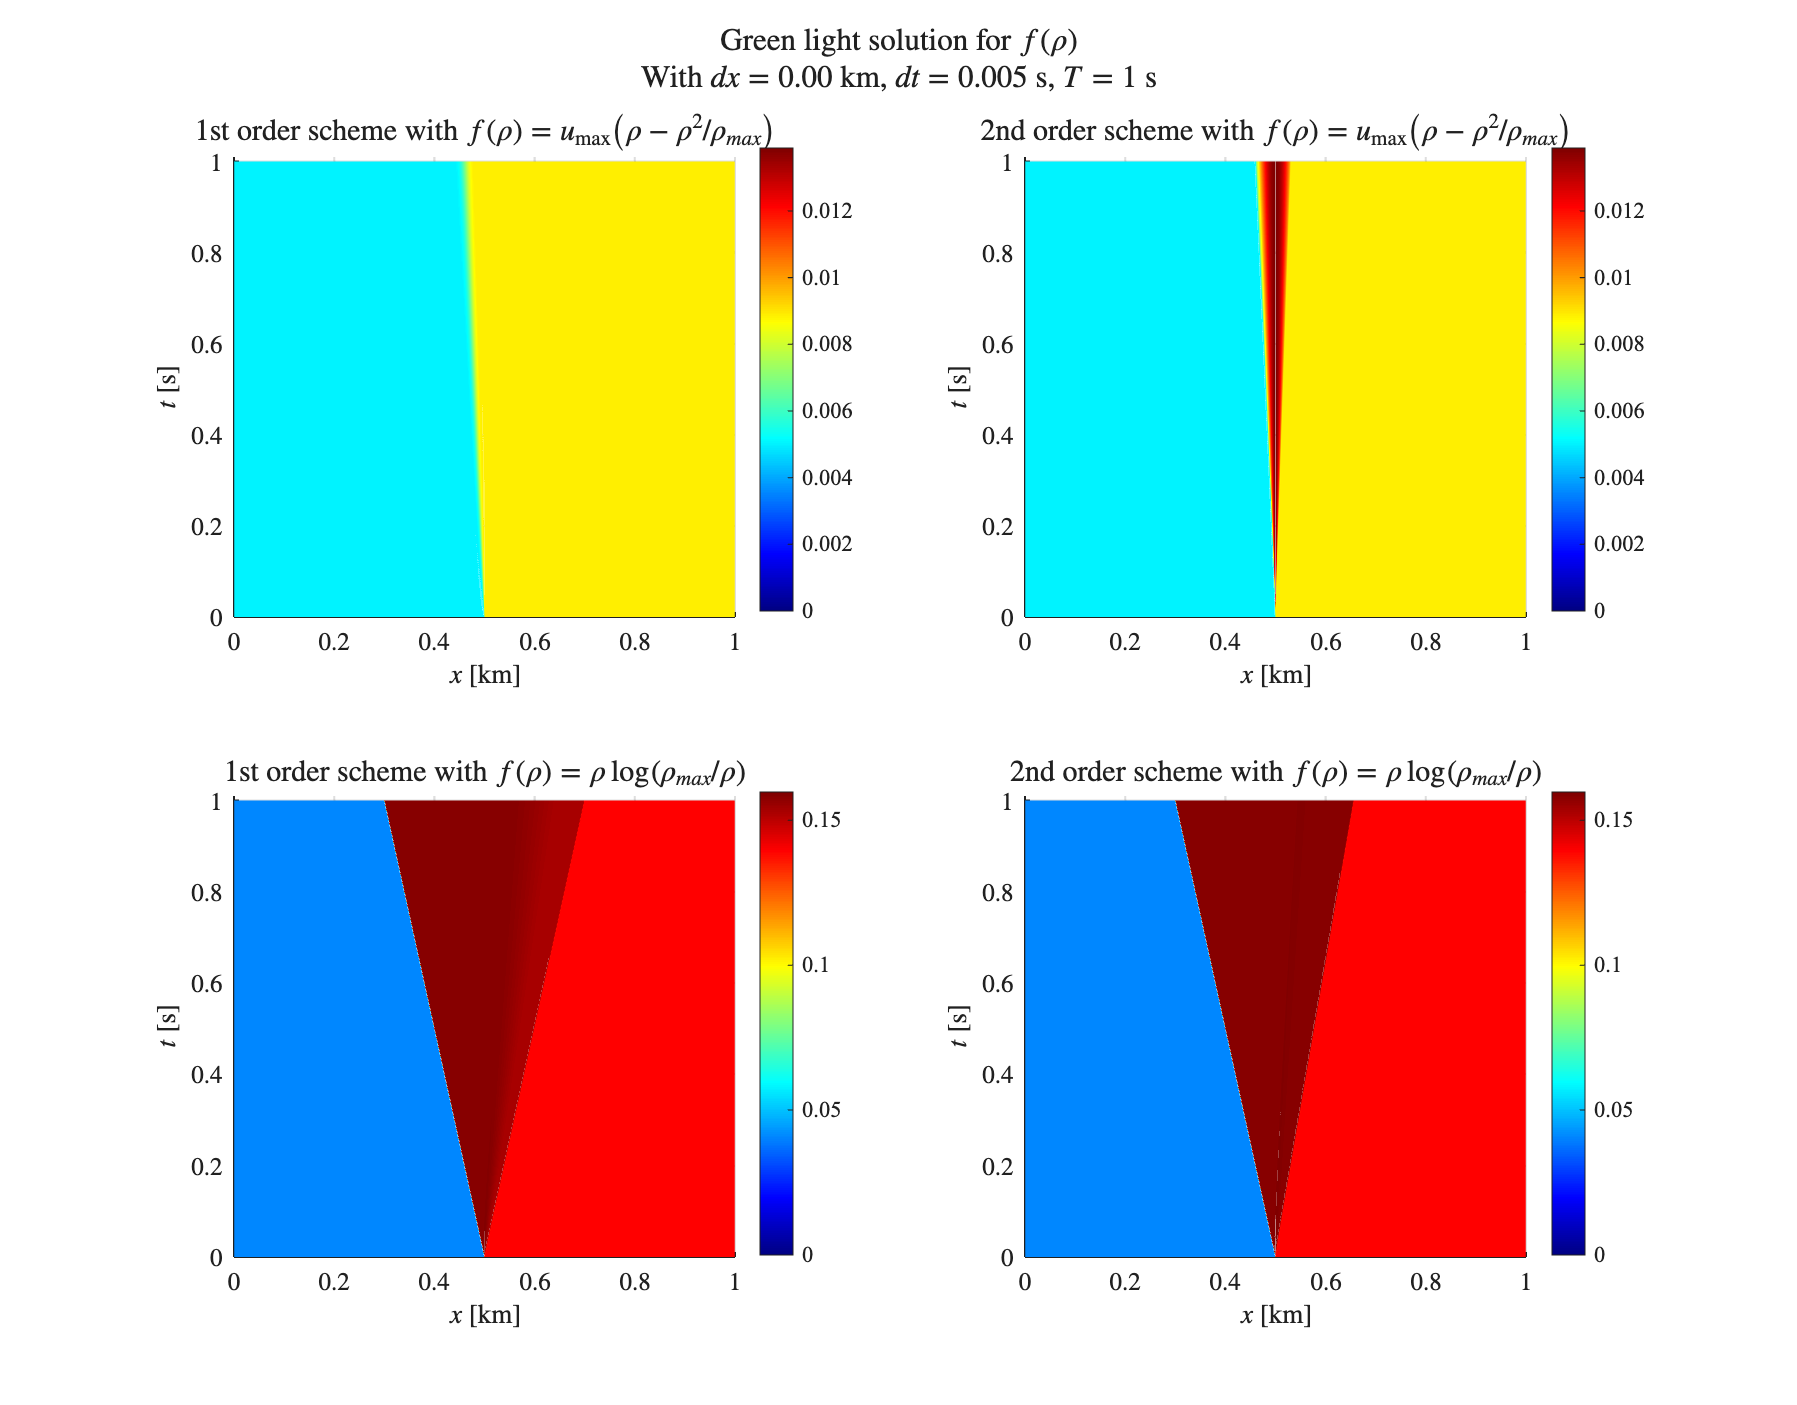 Green light solution for f(ρ)
With dx = 0.00 km, dt = 0.005 s, T = 1 s
1st order scheme with f(ρ) = u_max(ρ − ρ²/ρ_max)
1
0.8
0.6
0.4
0.2
0
t [s]
0 0.2 0.4 0.6 0.8 1
x [km]
0.012
0.01
0.008
0.006
0.004
0.002
0
2nd order scheme with f(ρ) = u_max(ρ − ρ²/ρ_max)
1
0.8
0.6
0.4
0.2
0
t [s]
0 0.2 0.4 0.6 0.8 1
x [km]
0.012
0.01
0.008
0.006
0.004
0.002
0
1st order scheme with f(ρ) = ρ log(ρ_max/ρ)
1
0.8
0.6
0.4
0.2
0
t [s]
0 0.2 0.4 0.6 0.8 1
x [km]
0.15
0.1
0.05
0
2nd order scheme with f(ρ) = ρ log(ρ_max/ρ)
1
0.8
0.6
0.4
0.2
0
t [s]
0 0.2 0.4 0.6 0.8 1
x [km]
0.15
0.1
0.05
0